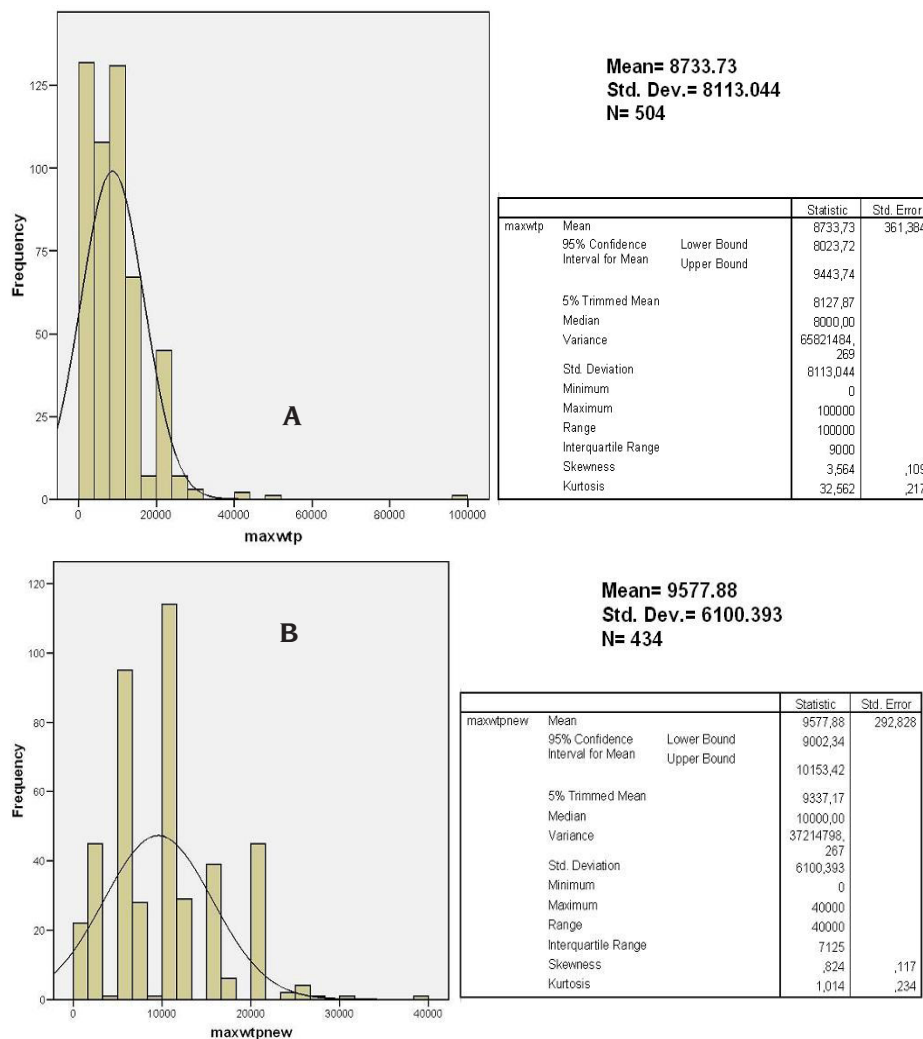 Mean= 8733.73
Std. Dev.= 8113.044
N= 504
125
100
75
50
25
0
Frequency
A
0 20000 40000 60000 80000 100000
maxwtp
Statistic Std. Error
maxwtp Mean 8733,73 361,384
95% Confidence Lower Bound 8023,72
Interval for Mean Upper Bound
9443,74
5% Trimmed Mean 8127,87
Median 8000,00
Variance 65821484,
269
Std. Deviation 8113,044
Minimum 0
Maximum 100000
Range 100000
Interquartile Range 9000
Skewness 3,564 ,109
Kurtosis 32,562 ,217
Mean= 9577.88
Std. Dev.= 6100.393
N= 434
120
100
80
60
40
20
0
Frequency
B
0 10000 20000 30000 40000
maxwtpnew
Statistic Std. Error
maxwtpnew Mean 9577,88 292,828
95% Confidence Lower Bound 9002,34
Interval for Mean Upper Bound
10153,42
5% Trimmed Mean 9337,17
Median 10000,00
Variance 37214798,
267
Std. Deviation 6100,393
Minimum 0
Maximum 40000
Range 40000
Interquartile Range 7125
Skewness ,824 ,117
Kurtosis 1,014 ,234